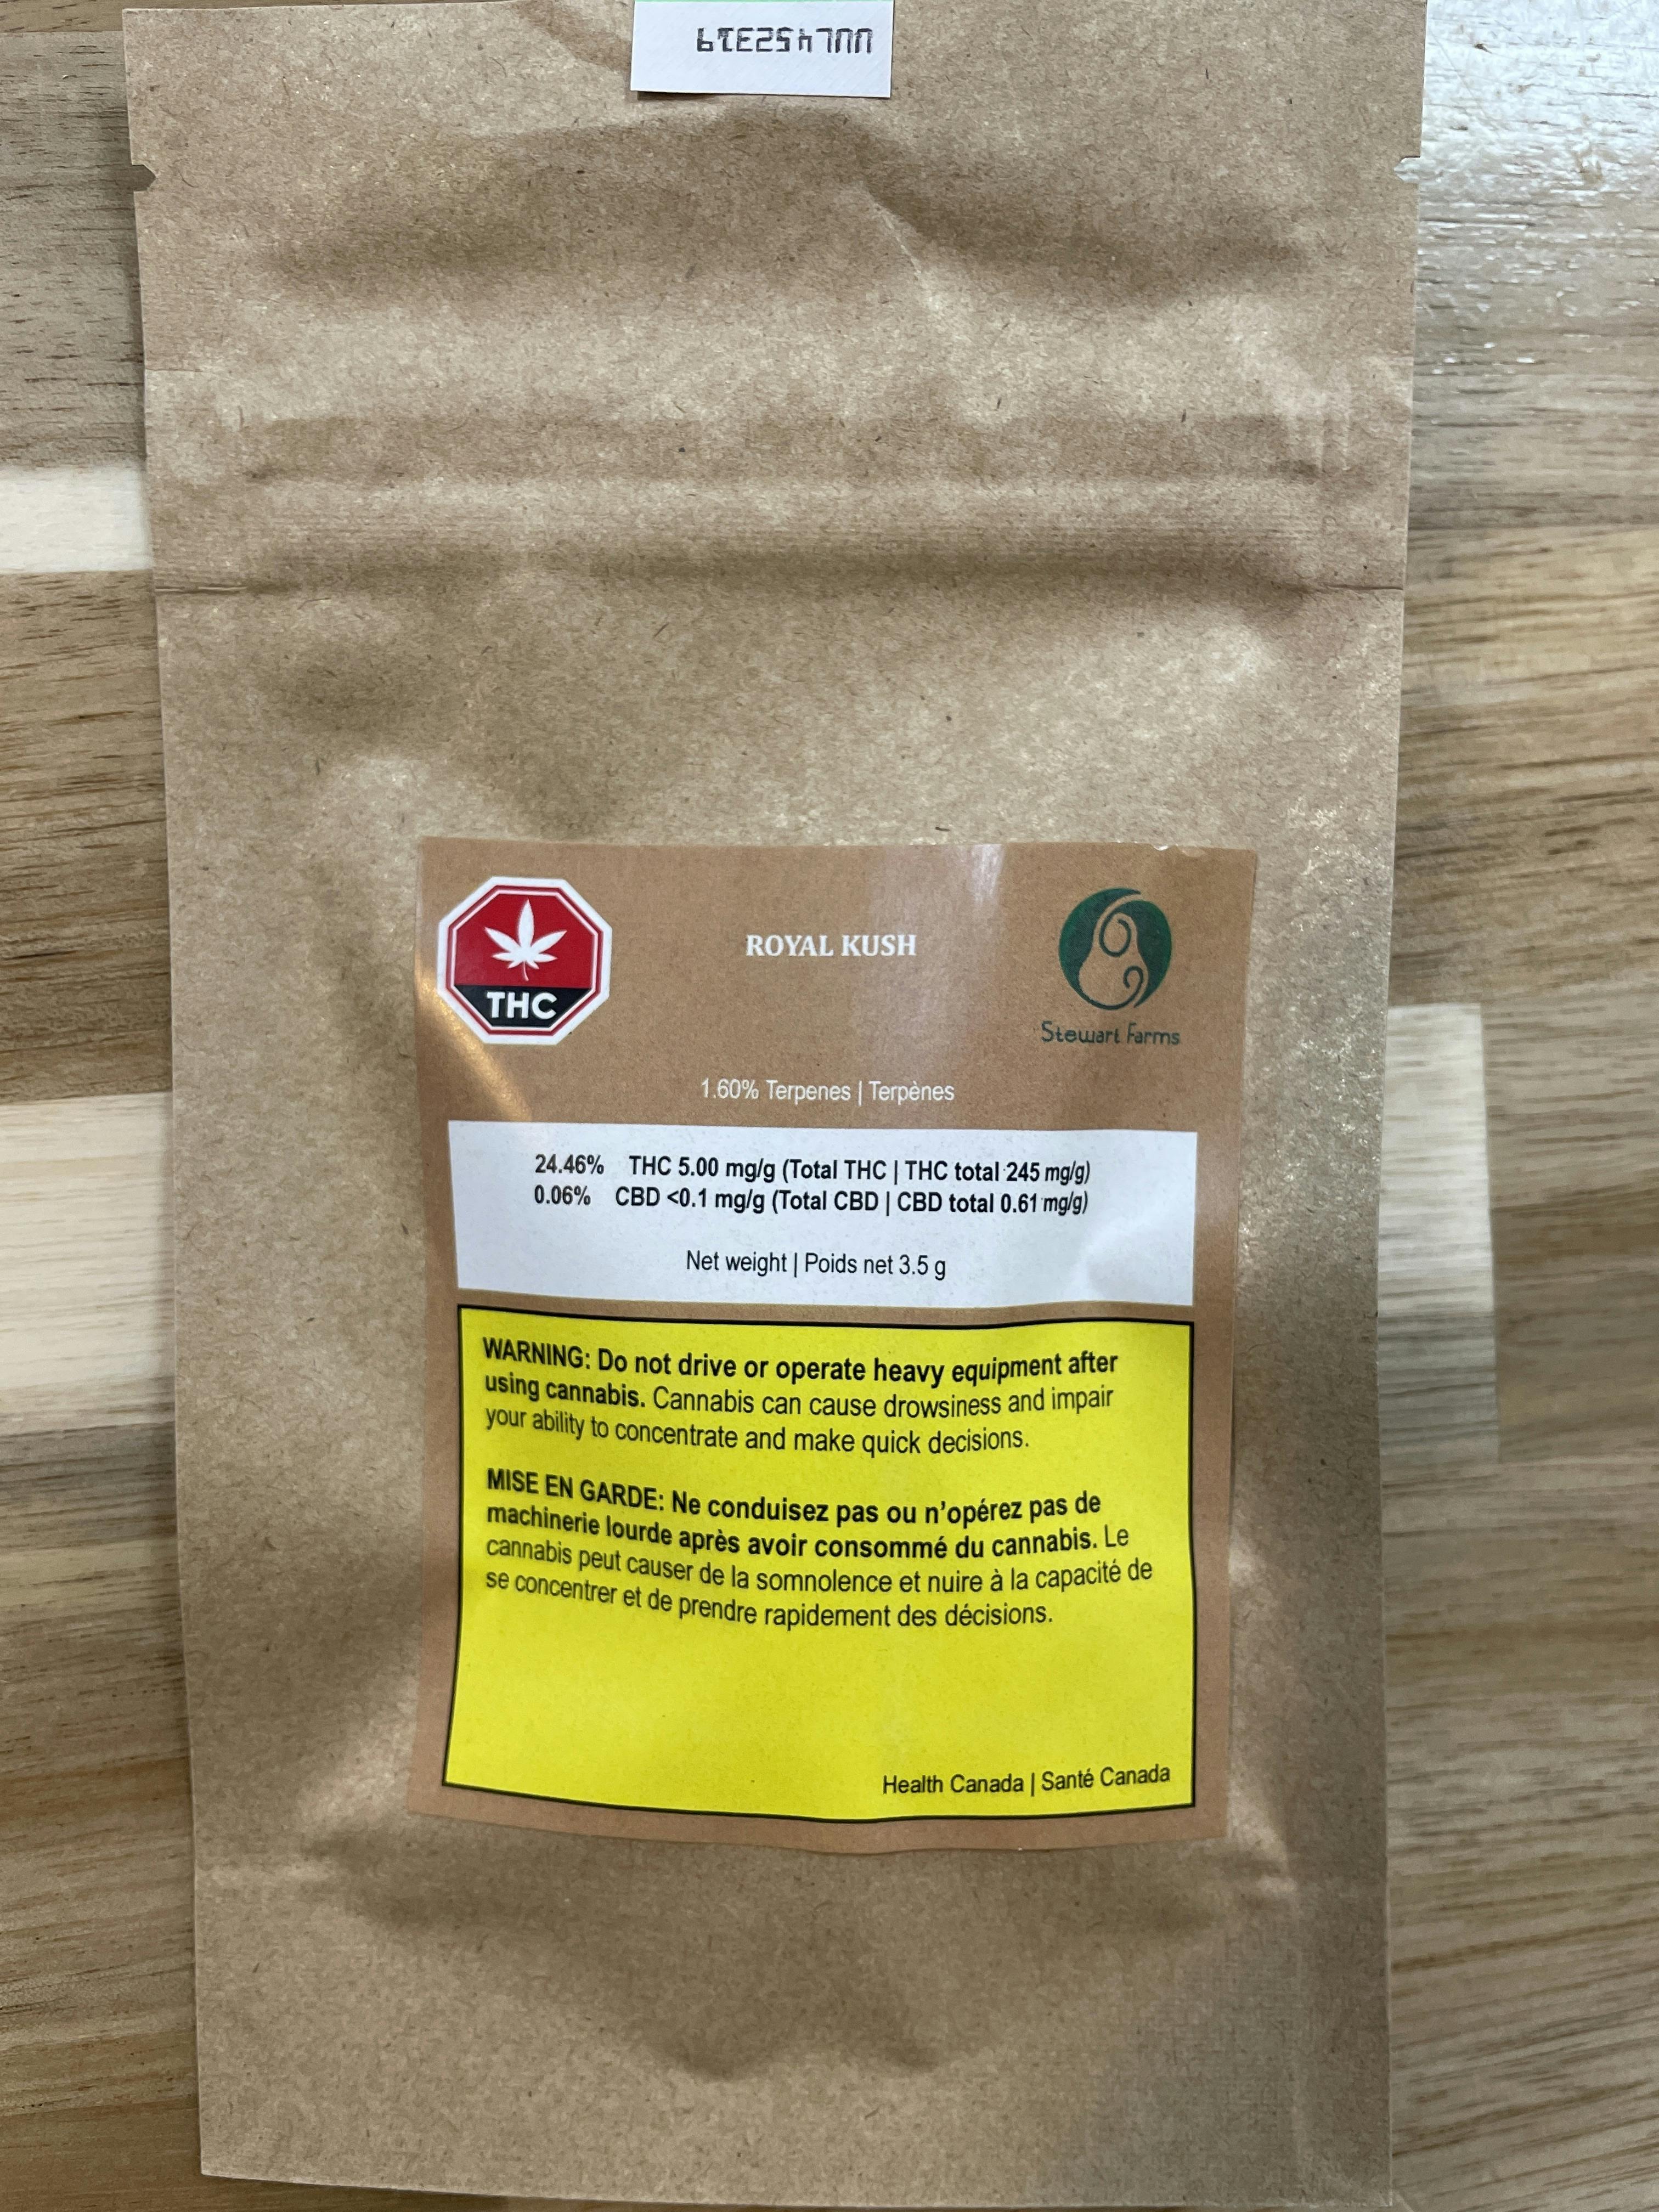 UUL452319
THC
ROYAL KUSH
Stewart Farms
1.60% Terpenes | Terpènes
24.46% THC 5.00 mg/g (Total THC | THC total 245 mg/g)
0.06% CBD <0.1 mg/g (Total CBD | CBD total 0.61 mg/g)
Net weight | Poids net 3.5 g
WARNING: Do not drive or operate heavy equipment after
using cannabis. Cannabis can cause drowsiness and impair
your ability to concentrate and make quick decisions.
MISE EN GARDE: Ne conduisez pas ou n'opérez pas de
machinerie lourde après avoir consommé du cannabis. Le
cannabis peut causer de la somnolence et nuire à la capacité de
se concentrer et de prendre rapidement des décisions.
Health Canada | Santé Canada